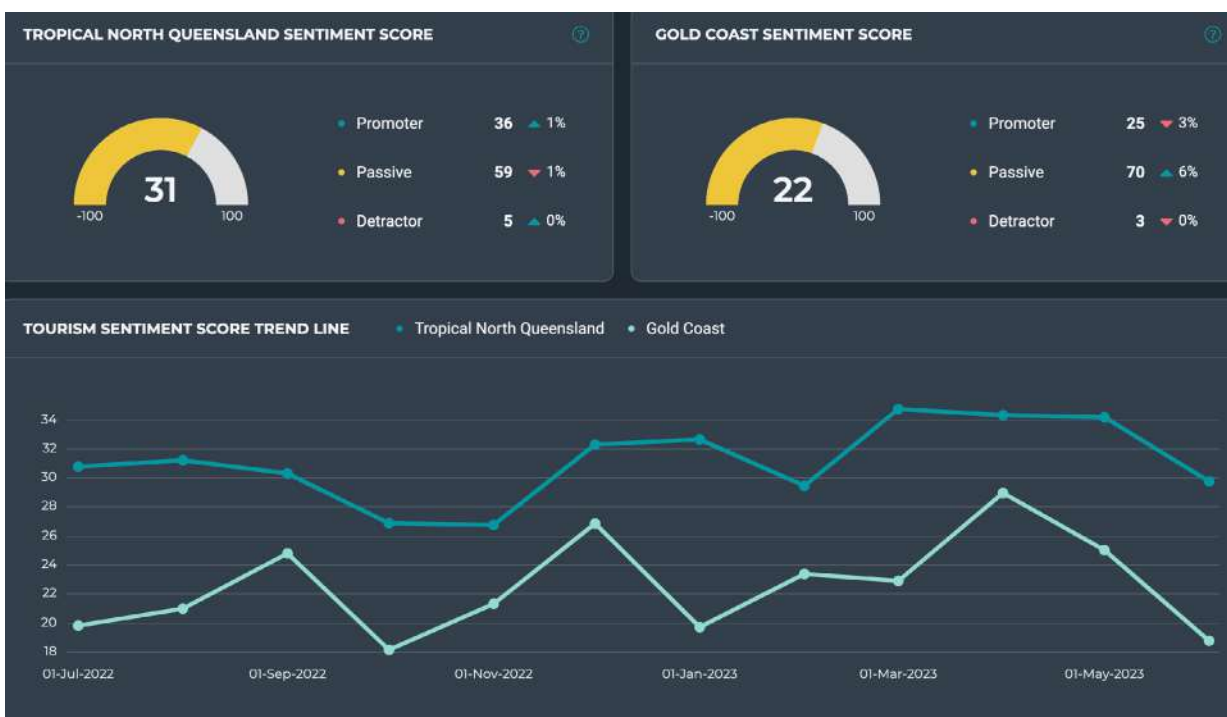 TROPICAL NORTH QUEENSLAND SENTIMENT SCORE ?
31
-100 100
Promoter 36 1%
Passive 59 1%
Detractor 5 0%
GOLD COAST SENTIMENT SCORE ?
22
-100 100
Promoter 25 3%
Passive 70 6%
Detractor 3 0%
TOURISM SENTIMENT SCORE TREND LINE Tropical North Queensland Gold Coast
34
32
30
28
26
24
22
20
18
01-Jul-2022 01-Sep-2022 01-Nov-2022 01-Jan-2023 01-Mar-2023 01-May-2023